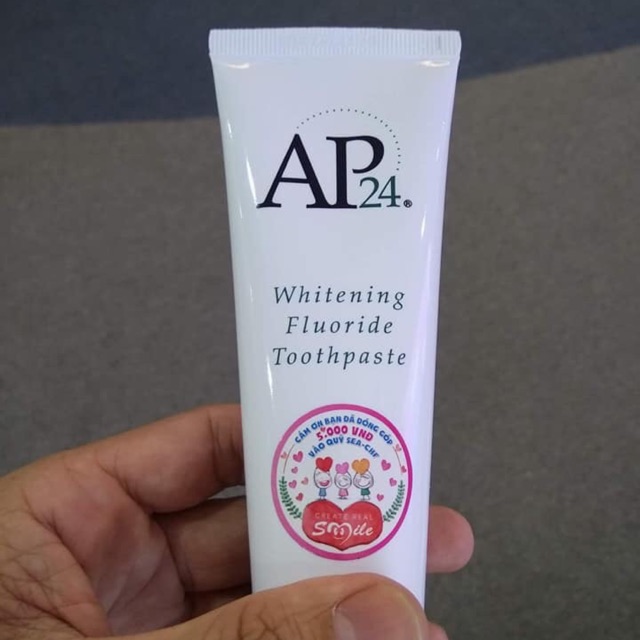 AP24®
Whitening
Fluoride
Toothpaste
CẢM ƠN BẠN ĐÃ ĐÓNG GÓP
5.000 VND
VÀO QUỸ SEA-CHF
CREATE REAL
Smile